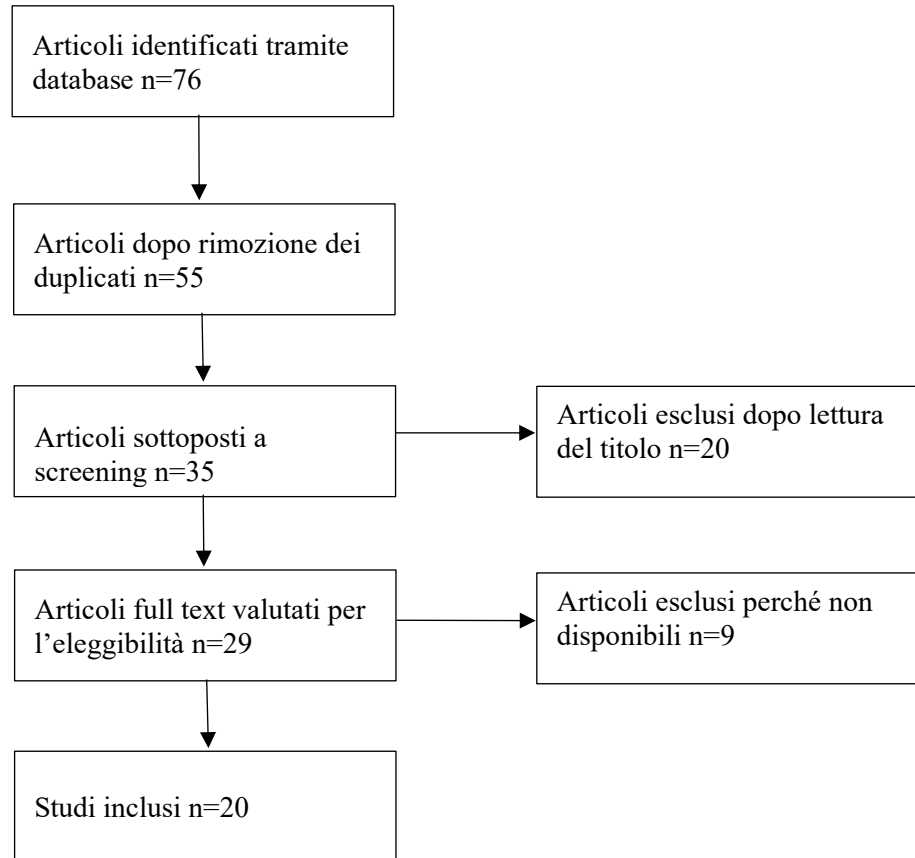 Articoli identificati tramite
database n=76
Articoli dopo rimozione dei
duplicati n=55
Articoli sottoposti a
screening n=35
Articoli esclusi dopo lettura
del titolo n=20
Articoli full text valutati per
l’eleggibilità n=29
Articoli esclusi perché non
disponibili n=9
Studi inclusi n=20